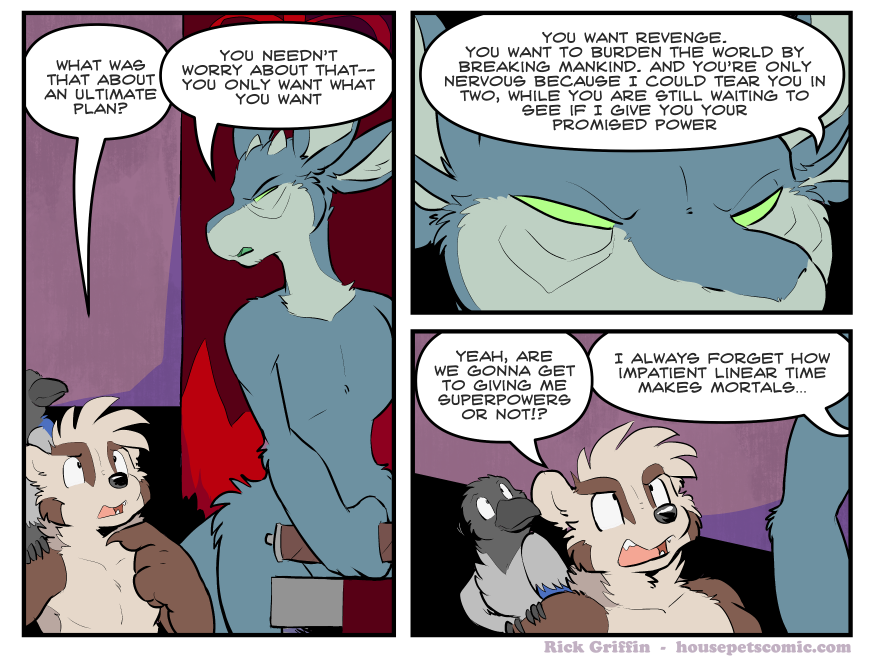 WHAT WAS
THAT ABOUT
AN ULTIMATE
PLAN?
YOU NEEDN'T
WORRY ABOUT THAT--
YOU ONLY WANT WHAT
YOU WANT
YOU WANT REVENGE.
YOU WANT TO BURDEN THE WORLD BY
BREAKING MANKIND. AND YOU'RE ONLY
NERVOUS BECAUSE I COULD TEAR YOU IN
TWO, WHILE YOU ARE STILL WAITING TO
SEE IF I GIVE YOU YOUR
PROMISED POWER
YEAH, ARE
WE GONNA GET
TO GIVING ME
SUPERPOWERS
OR NOT!?
I ALWAYS FORGET HOW
IMPATIENT LINEAR TIME
MAKES MORTALS...
Rick Griffin - housepetscomic.com